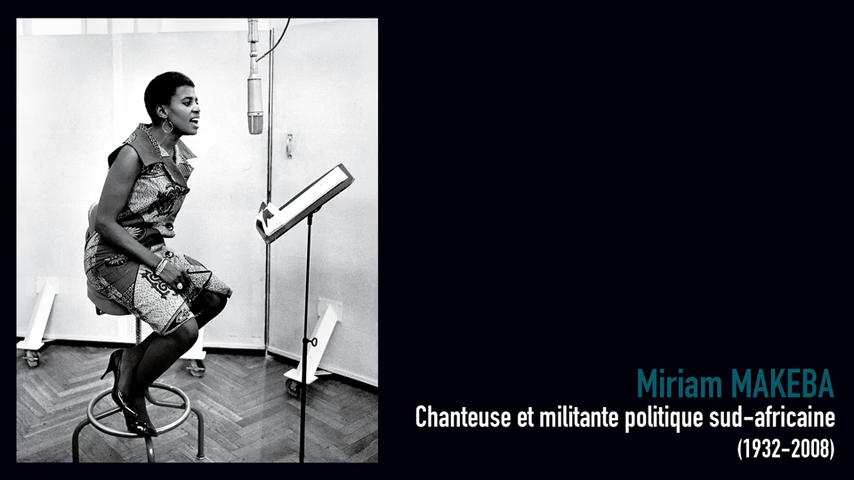 Miriam MAKEBA
Chanteuse et militante politique sud-africaine
(1932-2008)